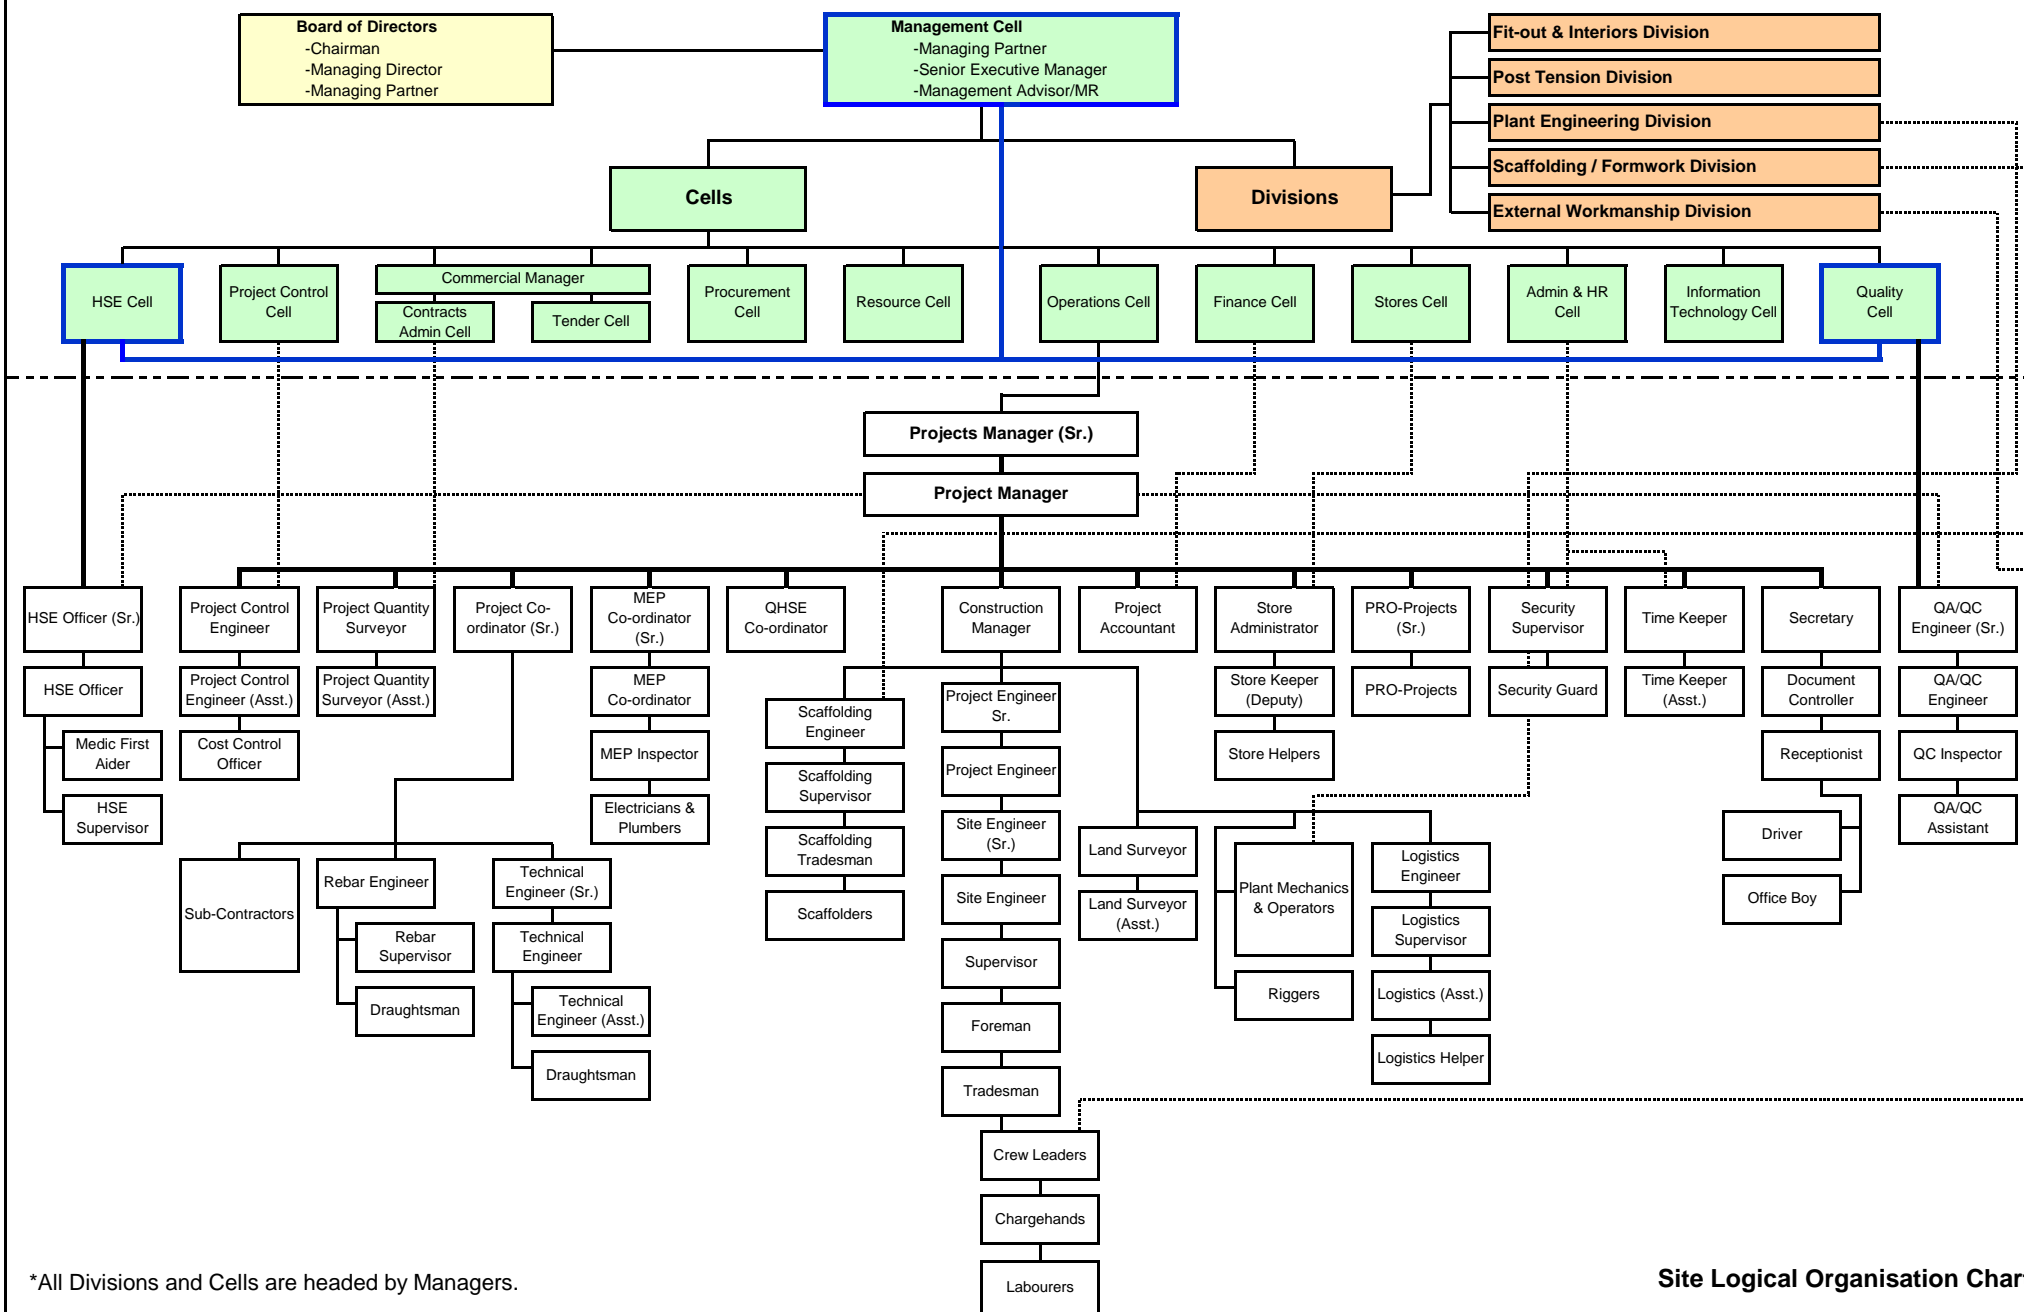 Board of Directors
-Chairman
-Managing Director
-Managing Partner
Management Cell
-Managing Partner
-Senior Executive Manager
-Management Advisor/MR
Fit-out & Interiors Division
Post Tension Division
Plant Engineering Division
Scaffolding / Formwork Division
External Workmanship Division
Cells
Divisions
HSE Cell
Project Control
Cell
Commercial Manager
Contracts
Admin Cell
Tender Cell
Procurement
Cell
Resource Cell
Operations Cell
Finance Cell
Stores Cell
Admin & HR
Cell
Information
Technology Cell
Quality
Cell
Projects Manager (Sr.)
Project Manager
HSE Officer (Sr.)
Project Control
Engineer
Project Quantity
Surveyor
Project Co-
ordinator (Sr.)
MEP
Co-ordinator
(Sr.)
QHSE
Co-ordinator
Construction
Manager
Project
Accountant
Store
Administrator
PRO-Projects
(Sr.)
Security
Supervisor
Time Keeper
Secretary
QA/QC
Engineer (Sr.)
HSE Officer
Project Control
Engineer (Asst.)
Project Quantity
Surveyor (Asst.)
MEP
Co-ordinator
Scaffolding
Engineer
Project Engineer
Sr.
Store Keeper
(Deputy)
PRO-Projects
Security Guard
Time Keeper
(Asst.)
Document
Controller
QA/QC
Engineer
Medic First
Aider
Cost Control
Officer
MEP Inspector
Scaffolding
Supervisor
Project Engineer
Store Helpers
Receptionist
QC Inspector
HSE
Supervisor
Electricians &
Plumbers
Scaffolding
Tradesman
Site Engineer
(Sr.)
Land Surveyor
Driver
QA/QC
Assistant
Sub-Contractors
Rebar Engineer
Technical
Engineer (Sr.)
Scaffolders
Site Engineer
Land Surveyor
(Asst.)
Plant Mechanics
& Operators
Logistics
Engineer
Office Boy
Rebar
Supervisor
Technical
Engineer
Supervisor
Logistics
Supervisor
Draughtsman
Technical
Engineer (Asst.)
Foreman
Riggers
Logistics (Asst.)
Draughtsman
Tradesman
Logistics Helper
Crew Leaders
Chargehands
Labourers
*All Divisions and Cells are headed by Managers.
Site Logical Organisation Chart